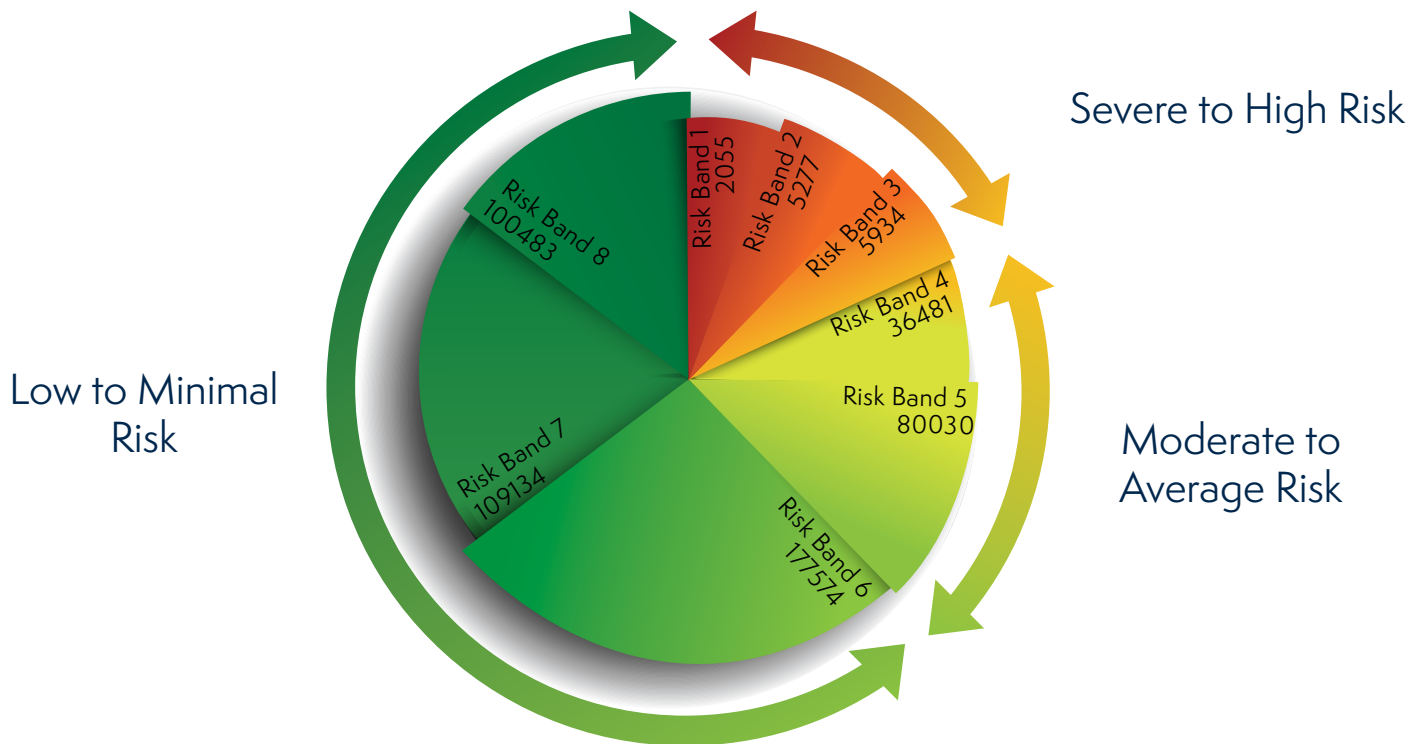 Severe to High Risk
Risk Band 1
2055
Risk Band 2
5277
Risk Band 3
5934
Risk Band 4
36481
Risk Band 5
80030
Moderate to
Average Risk
Risk Band 6
177574
Risk Band 7
109134
Risk Band 8
100483
Low to Minimal
Risk